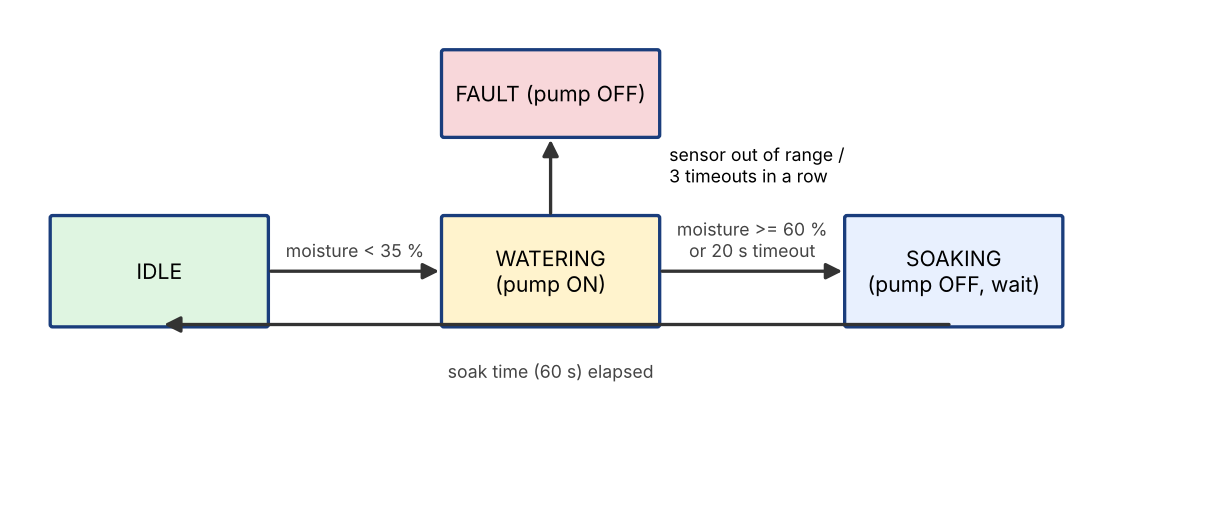 FAULT (pump OFF)
sensor out of range /
3 timeouts in a row
IDLE
moisture < 35 %
WATERING
(pump ON)
moisture >= 60 %
or 20 s timeout
SOAKING
(pump OFF, wait)
soak time (60 s) elapsed